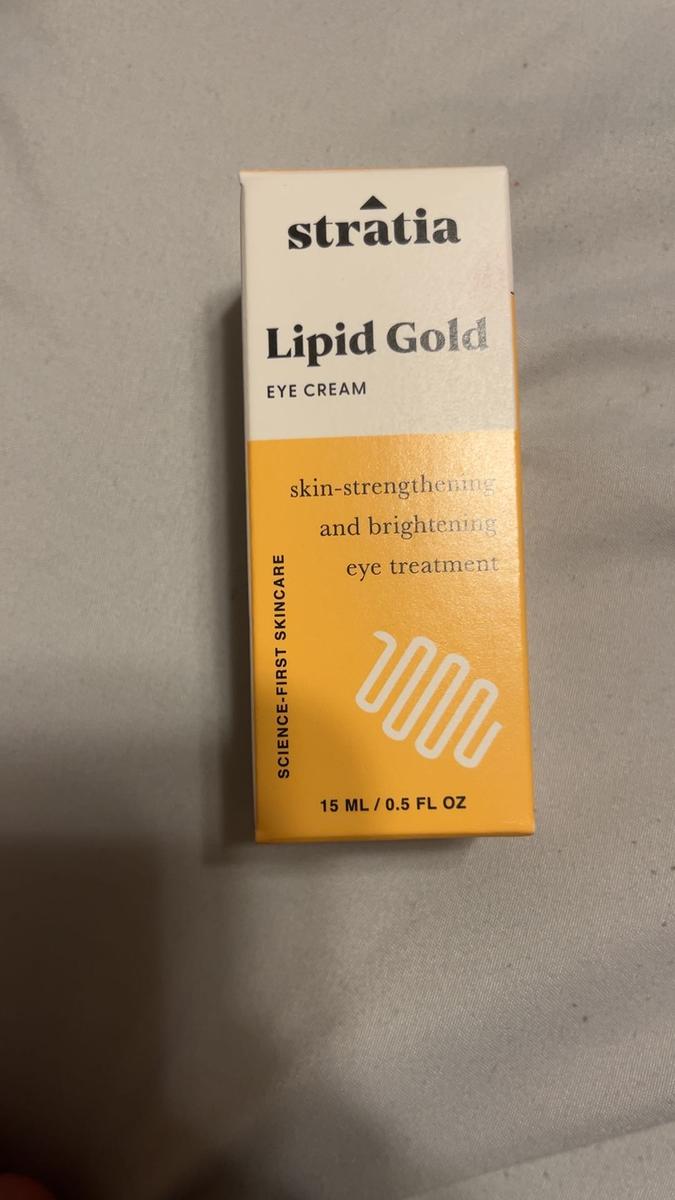 strâtia
Lipid Gold
EYE CREAM
skin-strengthening
and brightening
eye treatment
SCIENCE-FIRST SKINCARE
15 ML / 0.5 FL OZ